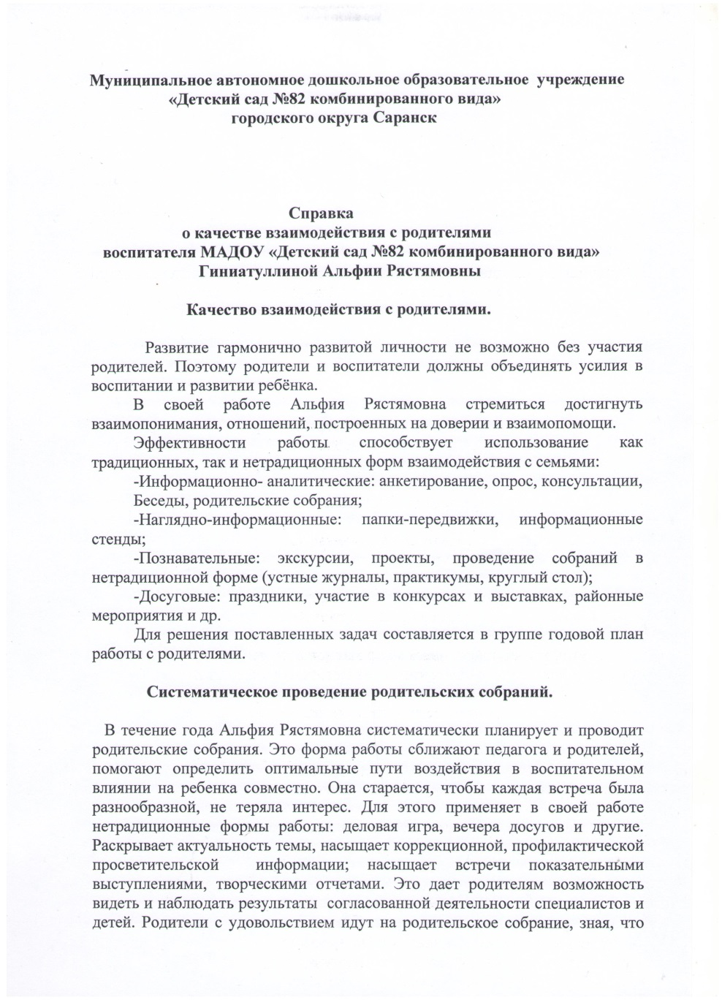 Муниципальное автономное дошкольное образовательное учреждение
«Детский сад №82 комбинированного вида»
городского округа Саранск
Справка
о качестве взаимодействия с родителями
воспитателя МАДОУ «Детский сад №82 комбинированного вида»
Гиниатуллиной Альфии Рястямовны
Качество взаимодействия с родителями.
Развитие гармонично развитой личности не возможно без участия
родителей. Поэтому родители и воспитатели должны объединять усилия в
воспитании и развитии ребёнка.
В своей работе Альфия Рястямовна стремиться достигнуть
взаимопонимания, отношений, построенных на доверии и взаимопомощи.
Эффективности работы способствует использование как
традиционных, так и нетрадиционных форм взаимодействия с семьями:
-Информационно- аналитические: анкетирование, опрос, консультации,
Беседы, родительские собрания;
-Наглядно-информационные: папки-передвижки, информационные
стенды;
-Познавательные: экскурсии, проекты, проведение собраний в
нетрадиционной форме (устные журналы, практикумы, круглый стол);
-Досуговые: праздники, участие в конкурсах и выставках, районные
мероприятия и др.
Для решения поставленных задач составляется в группе годовой план
работы с родителями.
Систематическое проведение родительских собраний.
В течение года Альфия Рястямовна систематически планирует и проводит
родительские собрания. Это форма работы сближают педагога и родителей,
помогают определить оптимальные пути воздействия в воспитательном
влиянии на ребенка совместно. Она старается, чтобы каждая встреча была
разнообразной, не теряла интерес. Для этого применяет в своей работе
нетрадиционные формы работы: деловая игра, вечера досугов и другие.
Раскрывает актуальность темы, насыщает коррекционной, профилактической
просветительской информации; насыщает встречи показательными
выступлениями, творческими отчетами. Это дает родителям возможность
видеть и наблюдать результаты согласованной деятельности специалистов и
детей. Родители с удовольствием идут на родительское собрание, зная, что